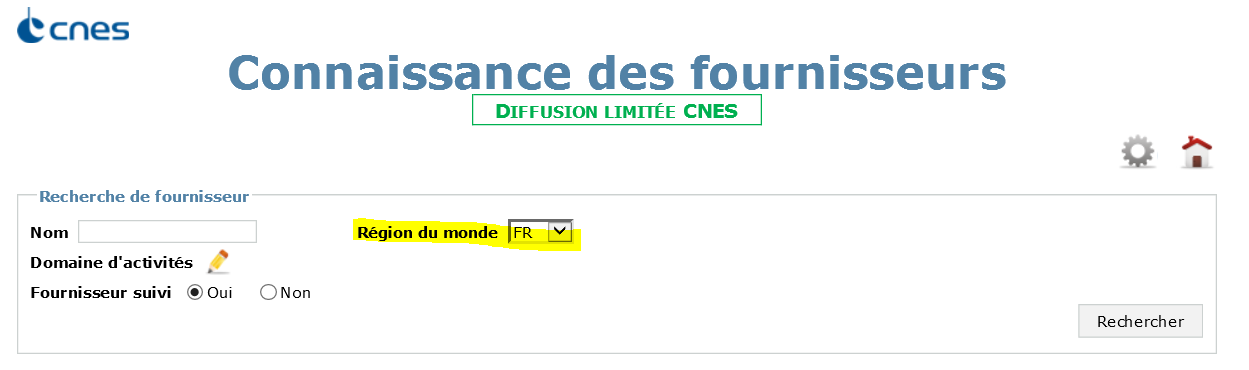 cnes
Connaissance des fournisseurs
DIFFUSION LIMITÉE CNES
Recherche de fournisseur
Nom Région du monde FR
Domaine d'activités
Fournisseur suivi Oui Non
Rechercher